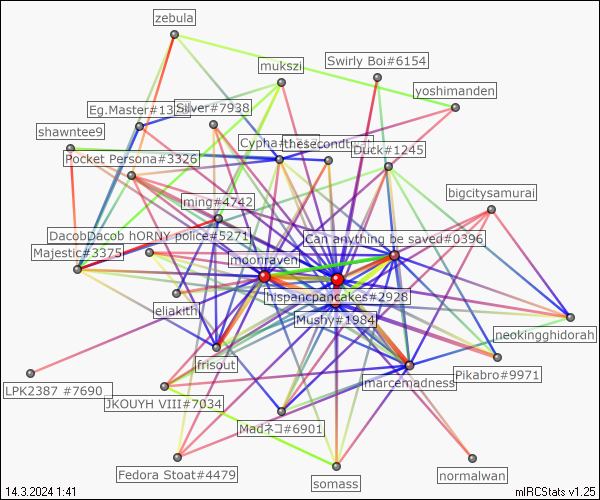 zebula
Swirly Boi#6154
mukszi
yoshimanden
Eg.Master#13
Silver#7938
shawntee9
Cypha
thesecondt
Duck#1245
Pocket Persona#3326
bigcitysamurai
ming#4742
DacobDacob hORNY police#5271
Can anything be saved#0396
Majestic#3375
moonraven
hispancpancakes#2928
eliakith
Mushy#1984
neokingghidorah
frisout
Pikabro#9971
LPK2387 #7690
marcemadness
JKOUYH VIII#7034
Madネコ#6901
Fedora Stoat#4479
somass
normalwan
14.3.2024 1:41
mIRCStats v1.25